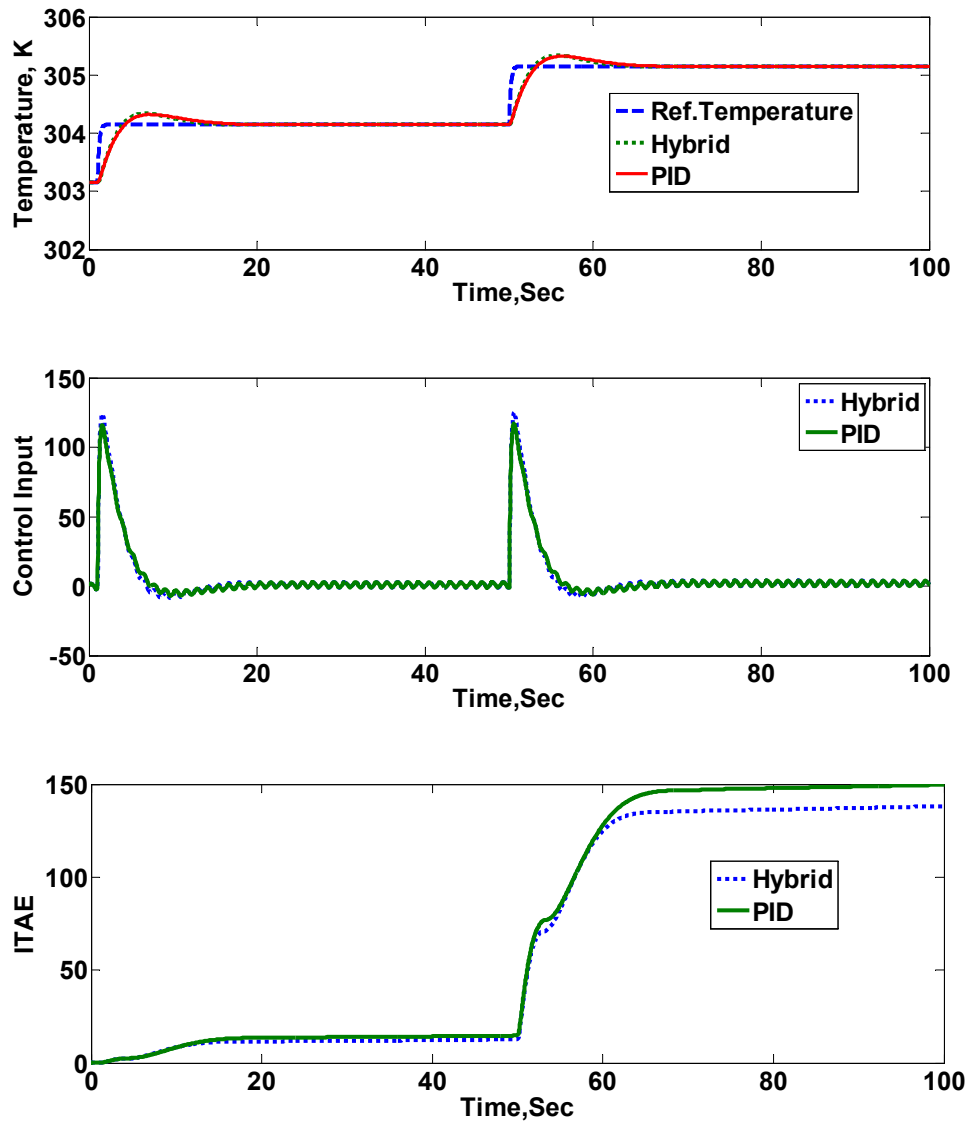 306
305
304
303
302
Temperature, K
Ref.Temperature
Hybrid
PID
0
20
40
60
80
100
Time,Sec
150
100
50
0
-50
Control Input
Hybrid
PID
0
20
40
60
80
100
Time,Sec
150
100
50
0
ITAE
Hybrid
PID
0
20
40
60
80
100
Time,Sec